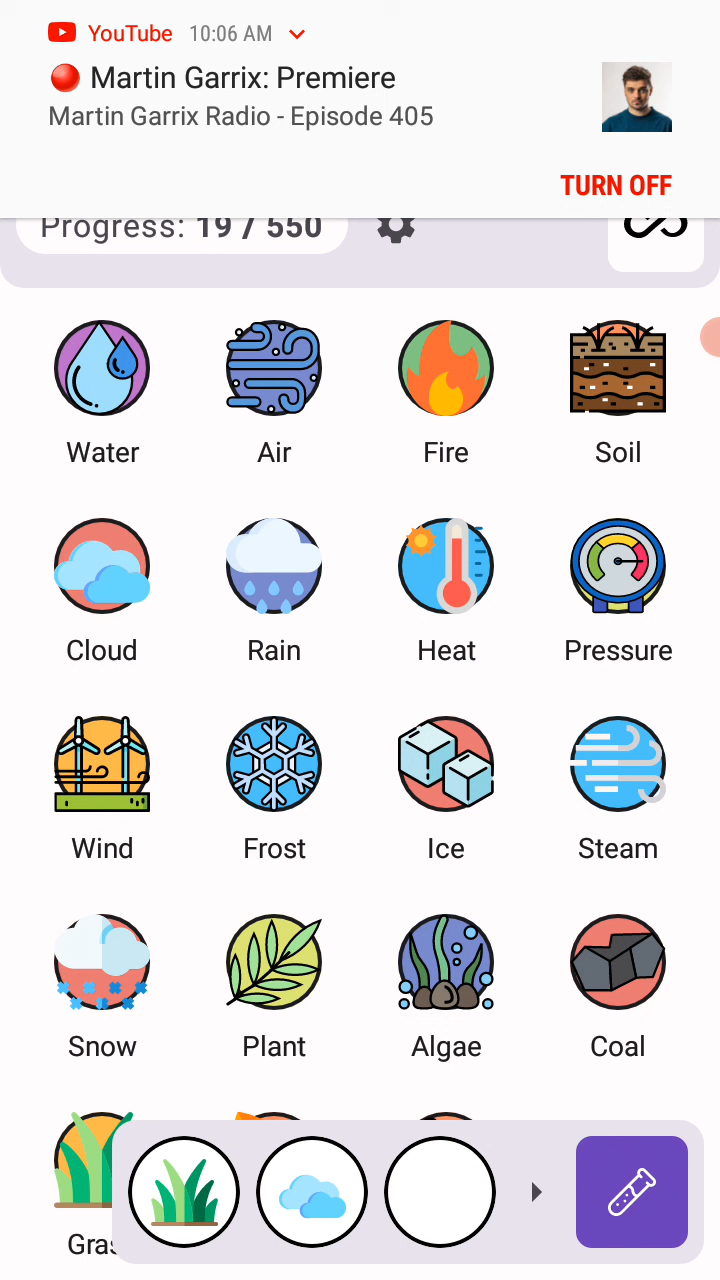 YouTube 10:06 AM
Martin Garrix: Premiere
Martin Garrix Radio - Episode 405
TURN OFF
Progress: 19 / 550
Water Air Fire Soil
Cloud Rain Heat Pressure
Wind Frost Ice Steam
Snow Plant Algae Coal
Gras